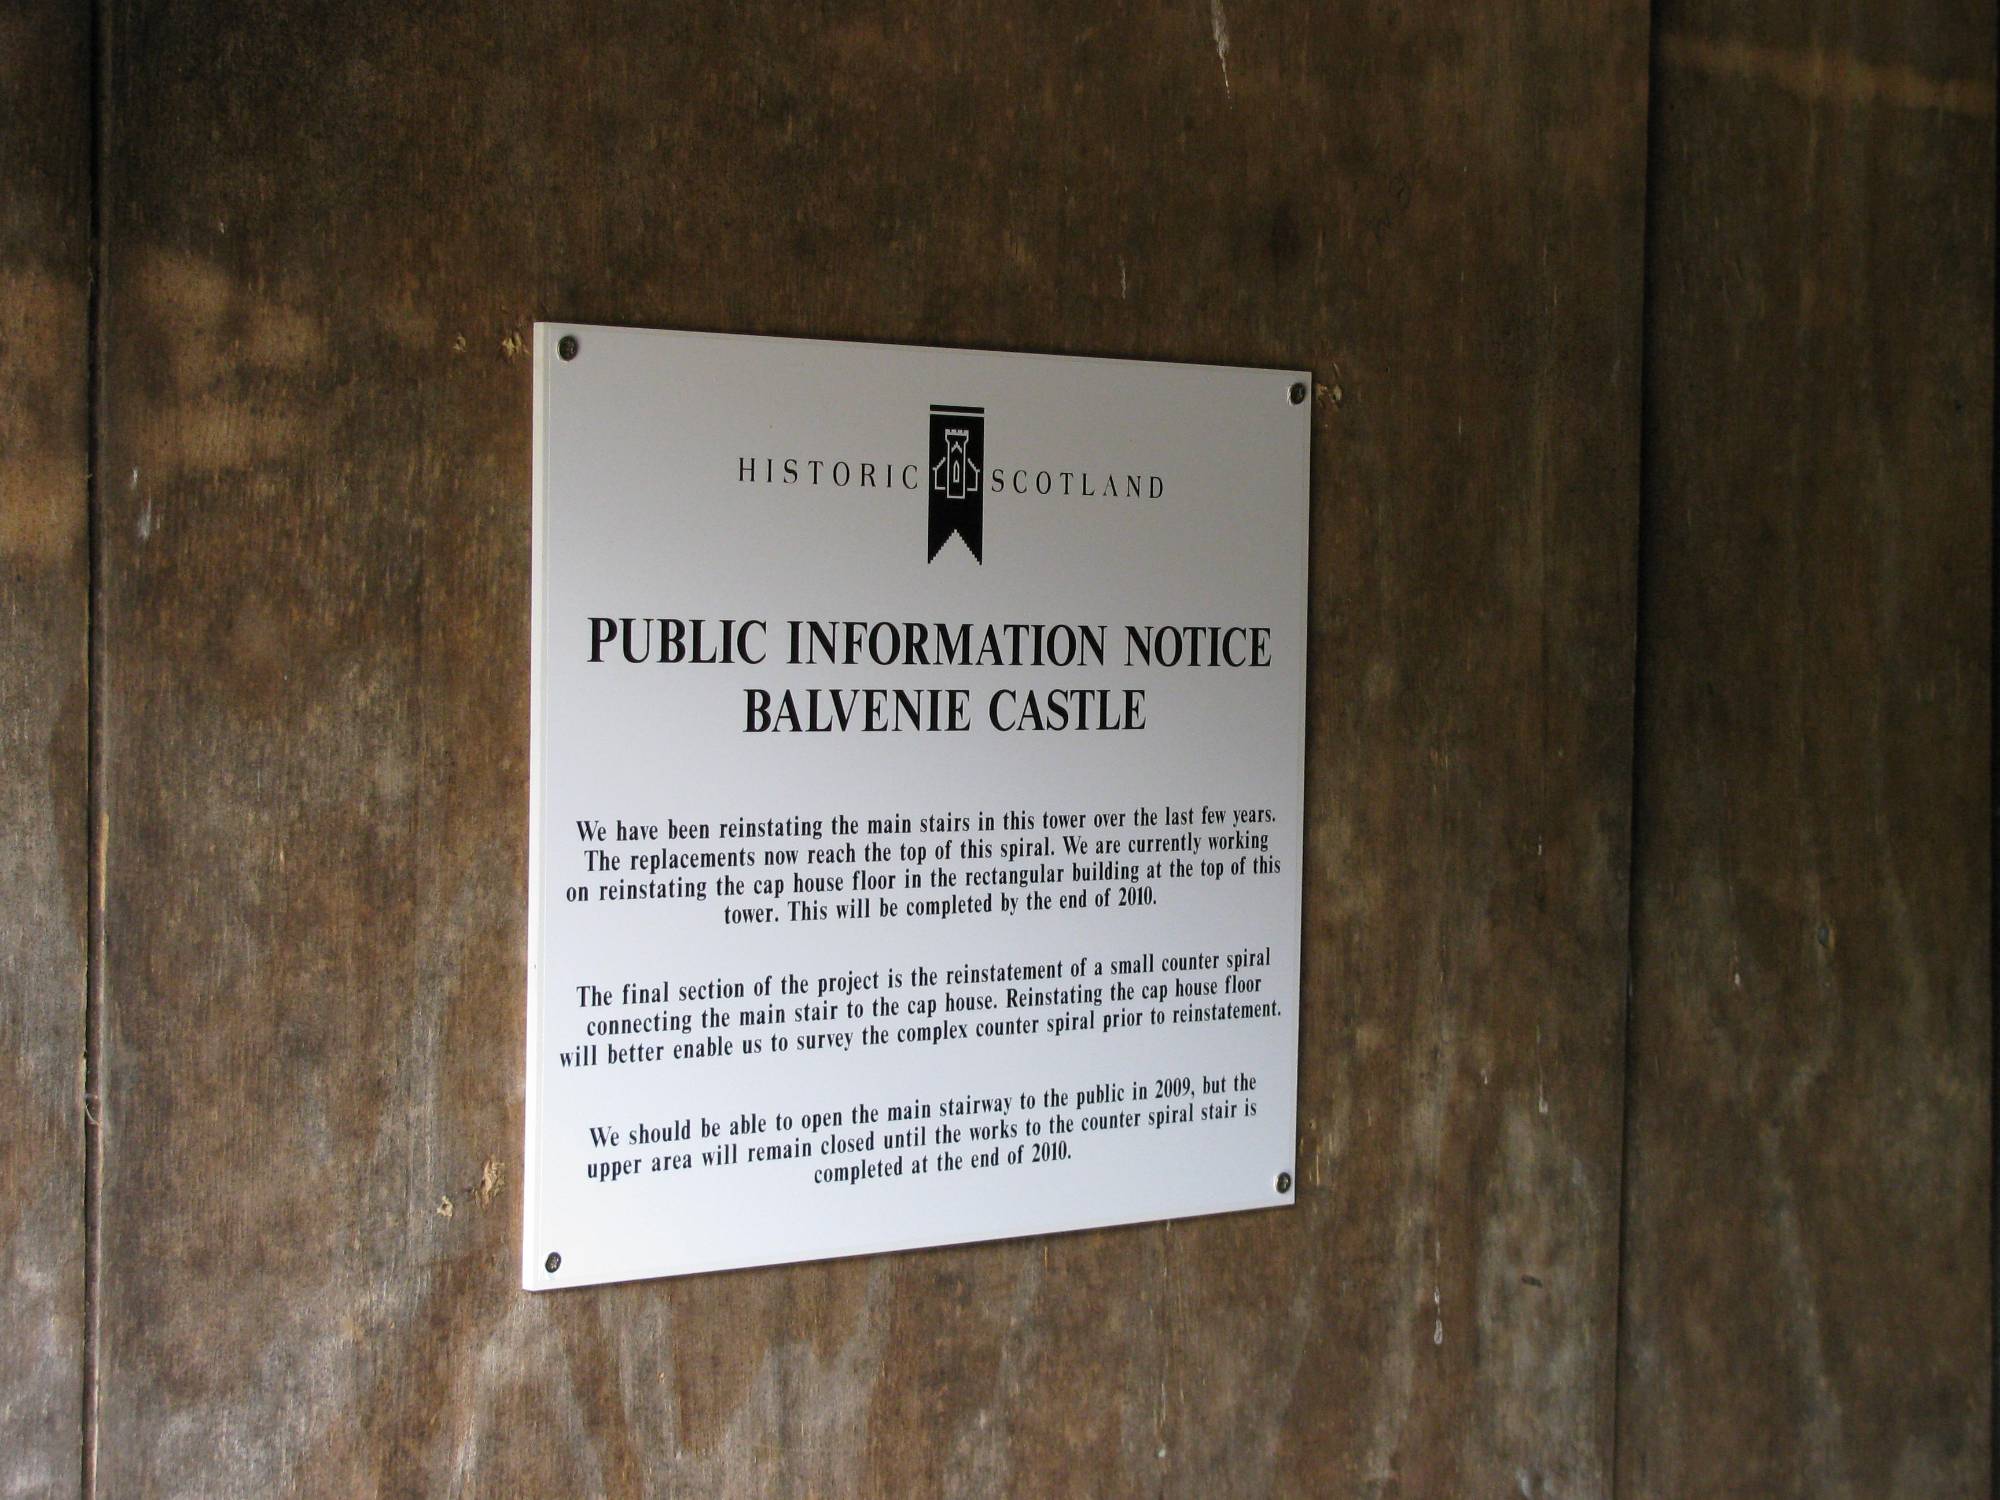 HISTORIC SCOTLAND
PUBLIC INFORMATION NOTICE
BALVENIE CASTLE
We have been reinstating the main stairs in this tower over the last few years.
The replacements now reach the top of this spiral. We are currently working
on reinstating the cap house floor in the rectangular building at the top of this
tower. This will be completed by the end of 2010.
The final section of the project is the reinstatement of a small counter spiral
connecting the main stair to the cap house. Reinstating the cap house floor
will better enable us to survey the complex counter spiral prior to reinstatement.
We should be able to open the main stairway to the public in 2009, but the
upper area will remain closed until the works to the counter spiral stair is
completed at the end of 2010.